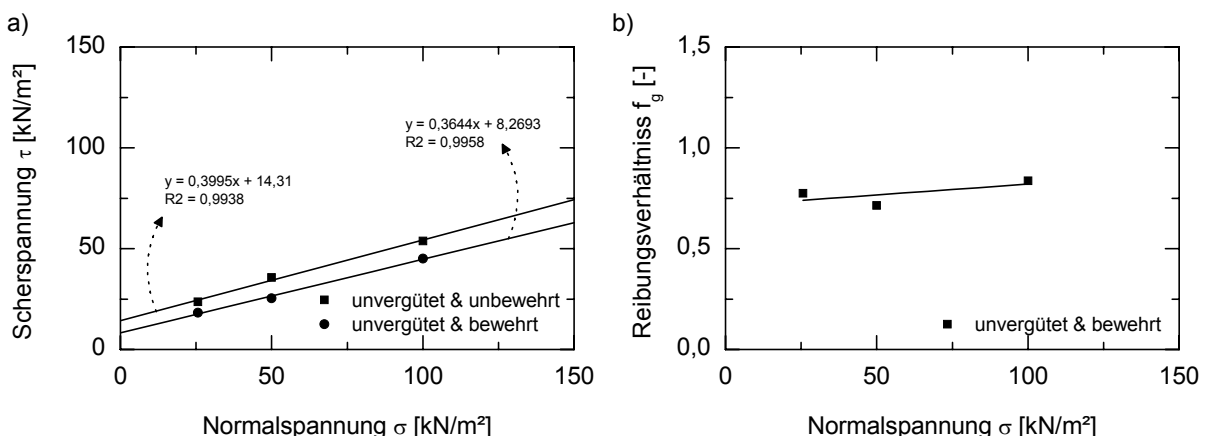 a)
150
100
50
0
Scherspannung τ [kN/m²]
y = 0,3995x + 14,31
R2 = 0,9938
y = 0,3644x + 8,2693
R2 = 0,9958
unvergütet & unbewehrt
unvergütet & bewehrt
0 50 100 150
Normalspannung σ [kN/m²]
b)
1,5
1,0
0,5
0,0
Reibungsverhältniss f_g [-]
unvergütet & bewehrt
0 50 100 150
Normalspannung σ [kN/m²]